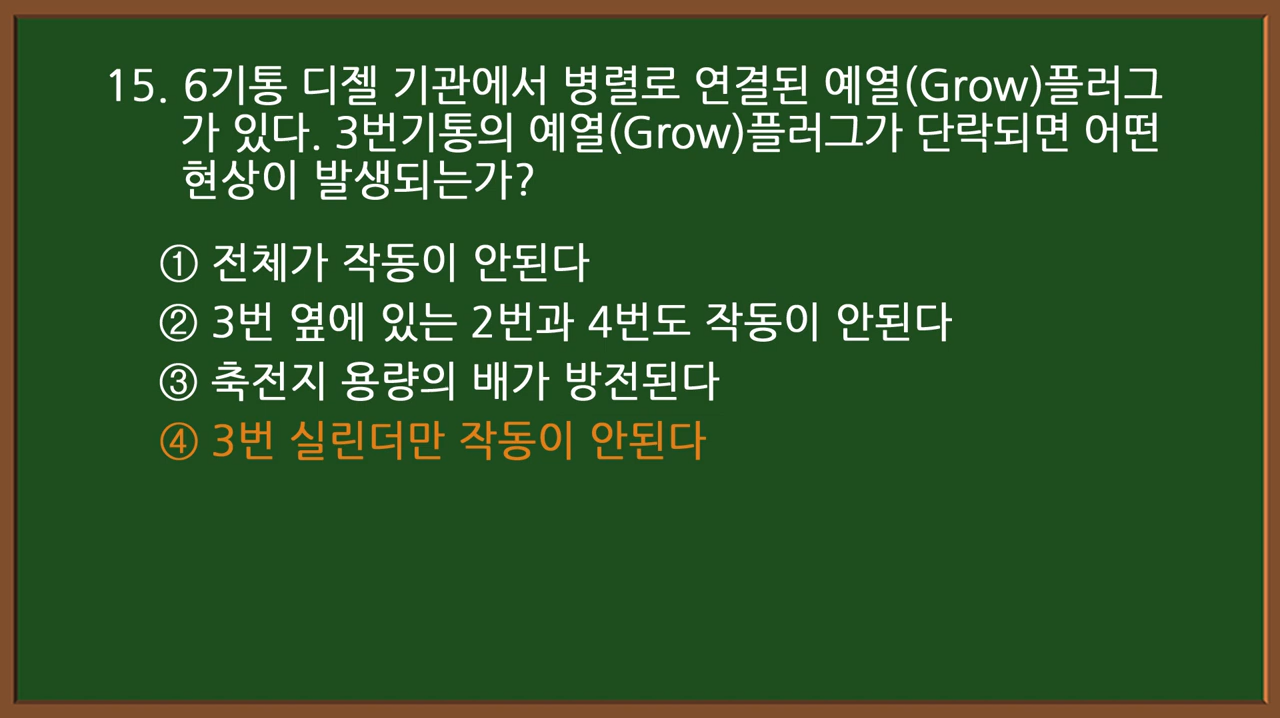 15. 6기통 디젤 기관에서 병렬로 연결된 예열(Grow)플러그
가 있다. 3번기통의 예열(Grow)플러그가 단락되면 어떤
현상이 발생되는가?
① 전체가 작동이 안된다
② 3번 옆에 있는 2번과 4번도 작동이 안된다
③ 축전지 용량의 배가 방전된다
④ 3번 실린더만 작동이 안된다